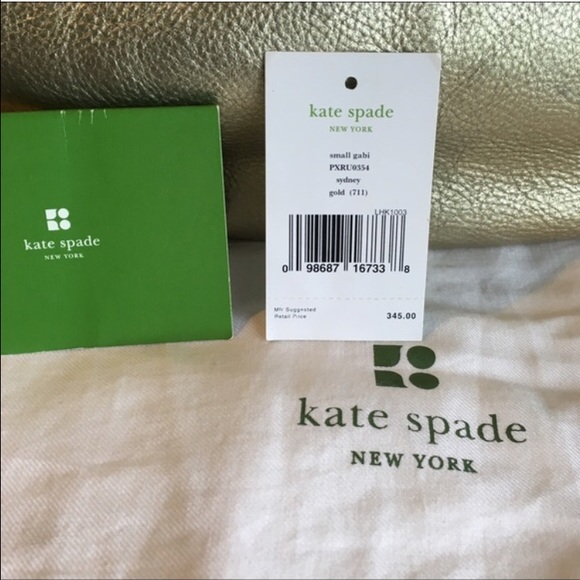 kate spade
NEW YORK
kate spade
NEW YORK
small gabi
PXRU0354
sydney
gold (711)
LHK1003
0 98687 16733 8
Mfr Suggested
Retail Price
345.00
kate spade
NEW YORK